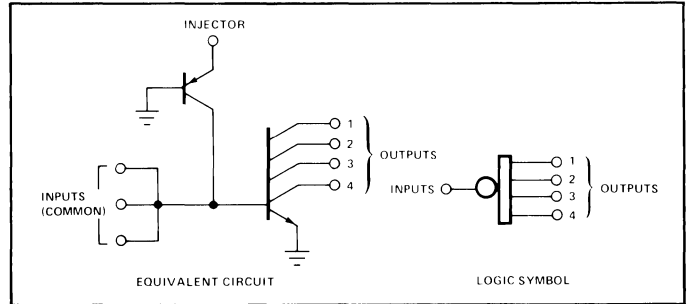 INJECTOR
1
2
3
4
OUTPUTS
INPUTS
(COMMON)
EQUIVALENT CIRCUIT
INPUTS
1
2
3
4
OUTPUTS
LOGIC SYMBOL